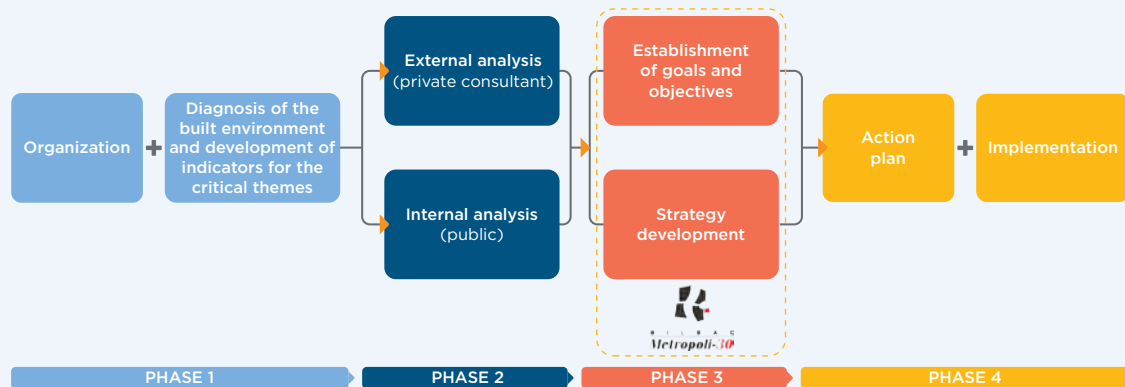 Organization
+
Diagnosis of the
built environment
and development of
indicators for the
critical themes
External analysis
(private consultant)
Internal analysis
(public)
Establishment
of goals and
objectives
Strategy
development
BILBAO
Metropoli-30
Action
plan
+
Implementation
PHASE 1
PHASE 2
PHASE 3
PHASE 4